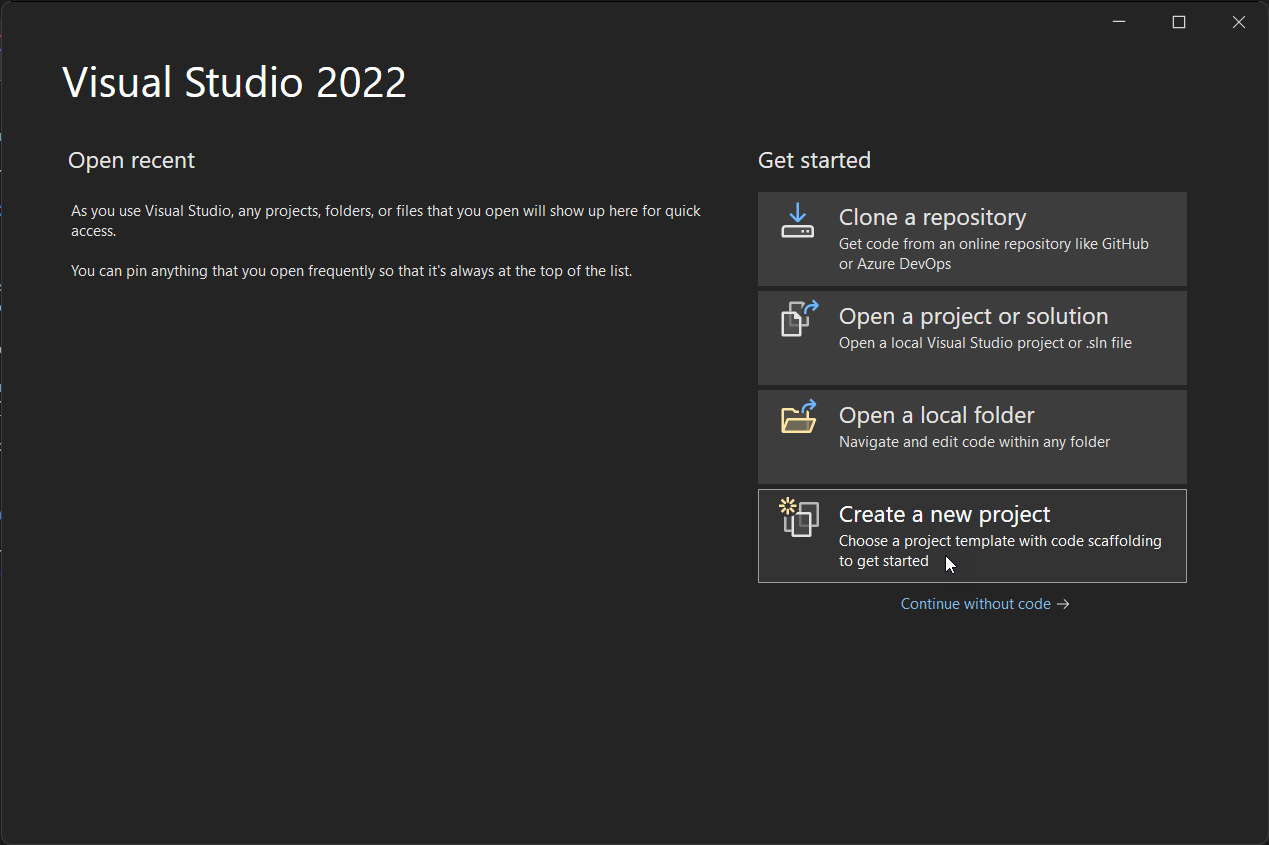 Visual Studio 2022
Open recent
As you use Visual Studio, any projects, folders, or files that you open will show up here for quick
access.
You can pin anything that you open frequently so that it's always at the top of the list.
Get started
Clone a repository
Get code from an online repository like GitHub
or Azure DevOps
Open a project or solution
Open a local Visual Studio project or .sln file
Open a local folder
Navigate and edit code within any folder
Create a new project
Choose a project template with code scaffolding
to get started
Continue without code →